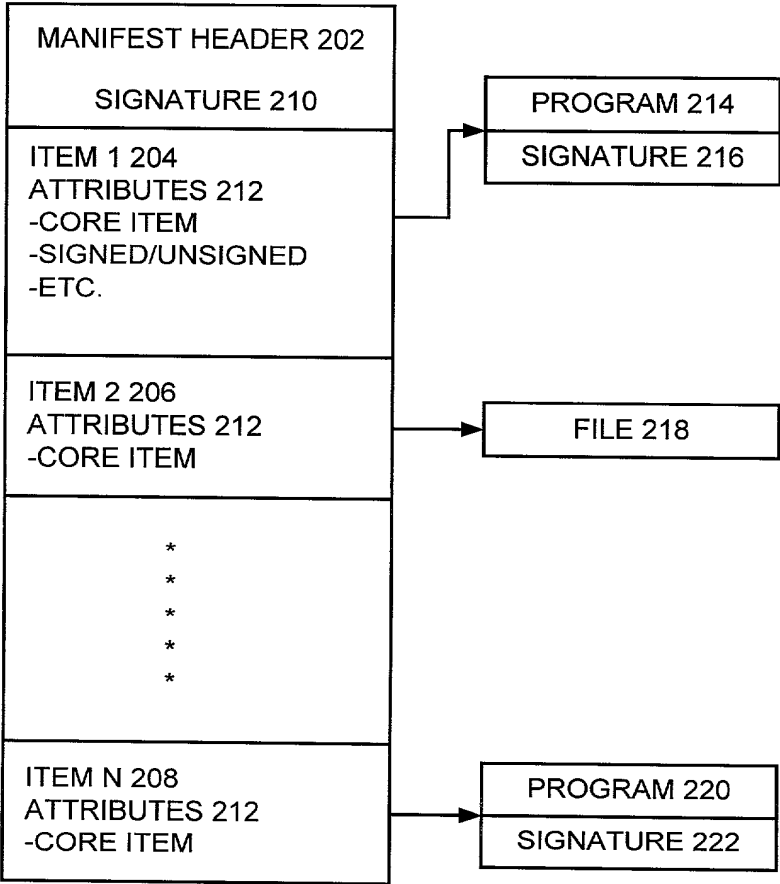 MANIFEST HEADER 202
SIGNATURE 210
ITEM 1 204
ATTRIBUTES 212
-CORE ITEM
-SIGNED/UNSIGNED
-ETC.
PROGRAM 214
SIGNATURE 216
ITEM 2 206
ATTRIBUTES 212
-CORE ITEM
FILE 218
*
*
*
*
*
ITEM N 208
ATTRIBUTES 212
-CORE ITEM
PROGRAM 220
SIGNATURE 222